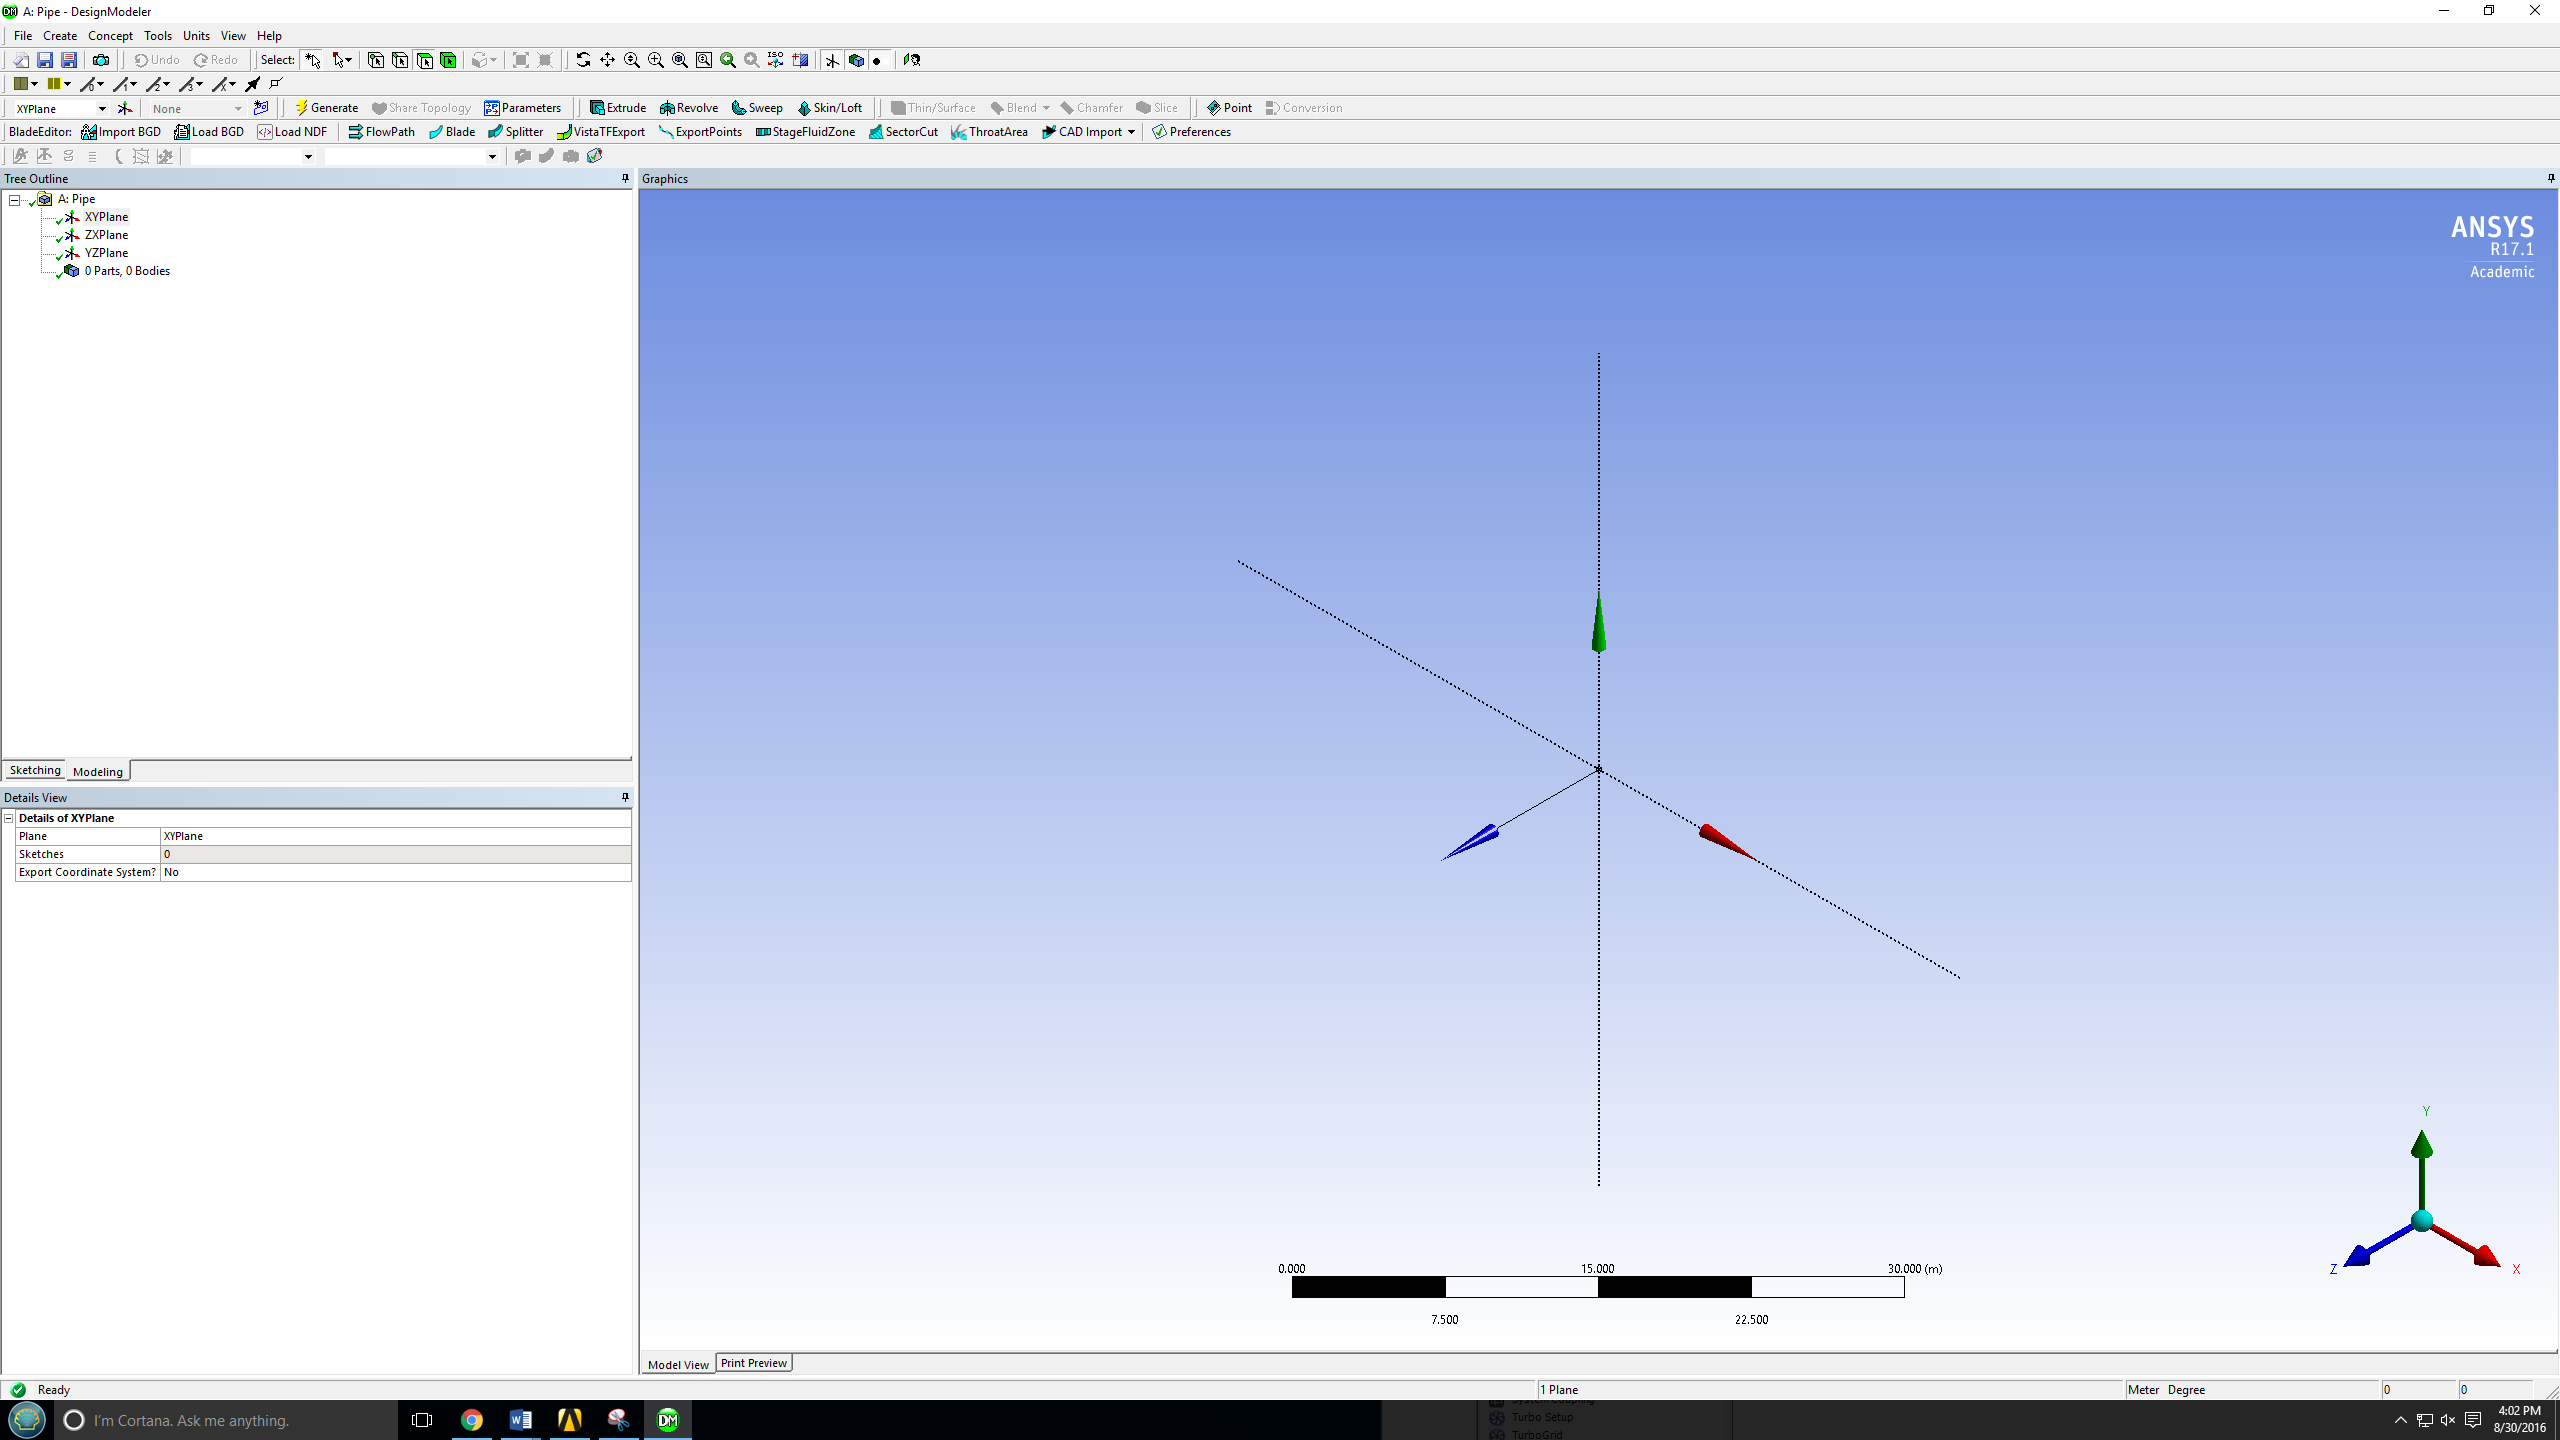 A: Pipe - DesignModeler
File Create Concept Tools Units View Help
Undo Redo Select: ISO
XYPlane None Generate Share Topology Parameters Extrude Revolve Sweep Skin/Loft Thin/Surface Blend Chamfer Slice Point Conversion
BladeEditor: Import BGD Load BGD Load NDF FlowPath Blade Splitter VistaTFExport ExportPoints StageFluidZone SectorCut ThroatArea CAD Import Preferences
Tree Outline
Graphics
A: Pipe
XYPlane
ZXPlane
YZPlane
0 Parts, 0 Bodies
ANSYS
R17.1
Academic
Sketching Modeling
Details View
Details of XYPlane
Plane XYPlane
Sketches 0
Export Coordinate System? No
Y
Z
X
0.000 15.000 30.000 (m)
7.500 22.500
Model View Print Preview
Ready 1 Plane Meter Degree 0 0
I'm Cortana. Ask me anything.
DM
Turbo Setup
TurboGrid
4:02 PM
8/30/2016